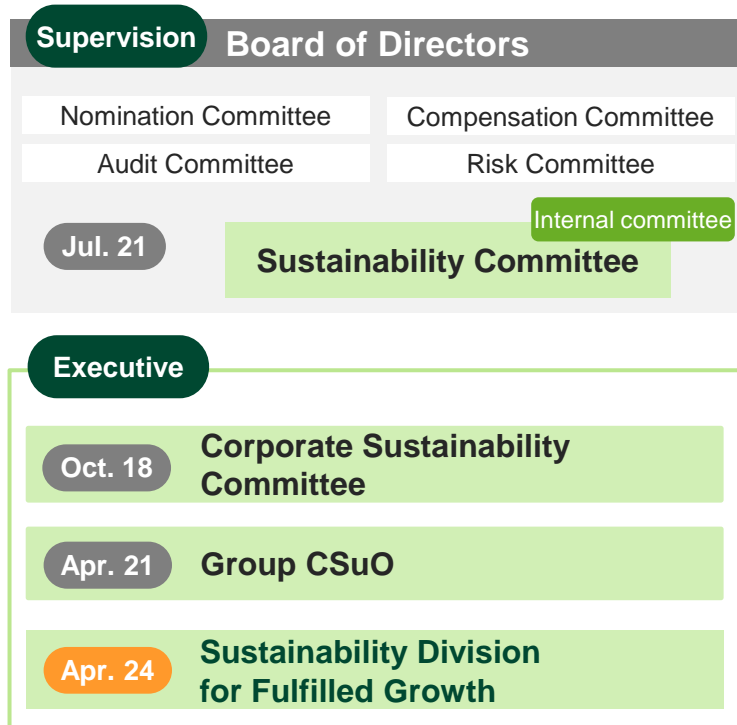 Supervision Board of Directors
Nomination Committee Compensation Committee
Audit Committee Risk Committee
Internal committee
Jul. 21 Sustainability Committee
Executive
Oct. 18 Corporate Sustainability
Committee
Apr. 21 Group CSuO
Apr. 24 Sustainability Division
for Fulfilled Growth